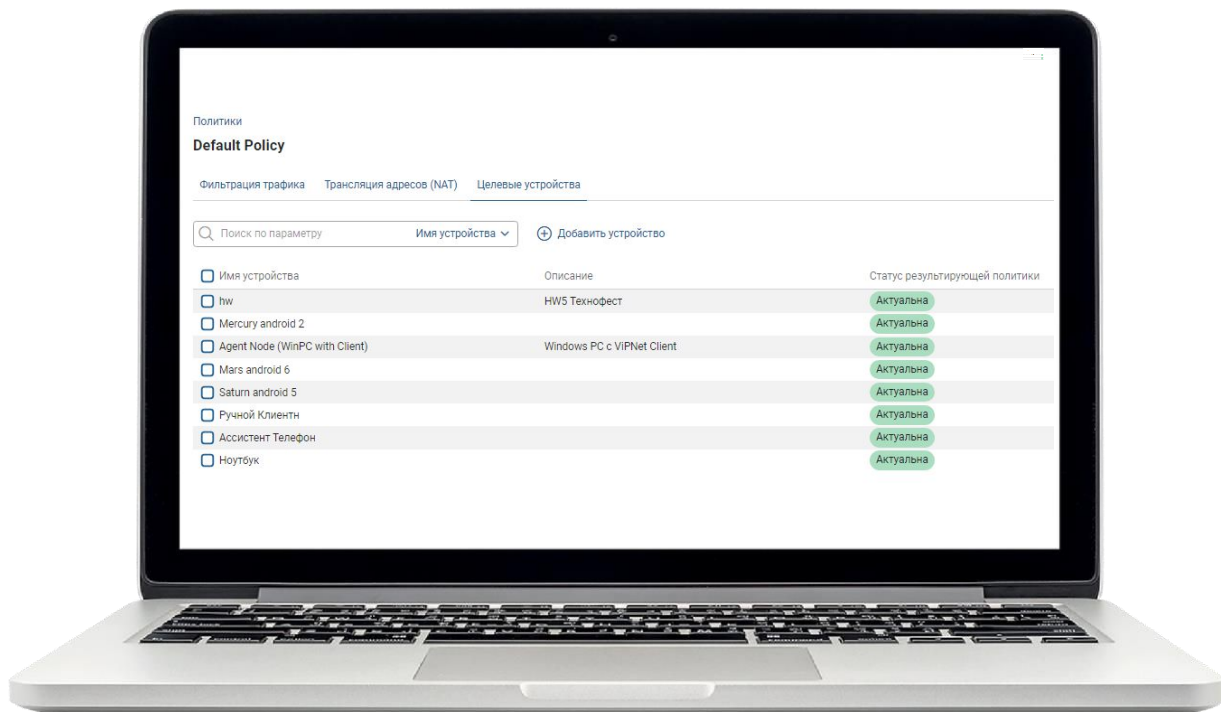 Политики
Default Policy
Фильтрация трафика Трансляция адресов (NAT) Целевые устройства
Поиск по параметру Имя устройства Добавить устройство
Имя устройства Описание Статус результирующей политики
hw HW5 Технофест Актуальна
Mercury android 2 Актуальна
Agent Node (WinPC with Client) Windows PC с ViPNet Client Актуальна
Mars android 6 Актуальна
Saturn android 5 Актуальна
Ручной Клиентн Актуальна
Ассистент Телефон Актуальна
Ноутбук Актуальна